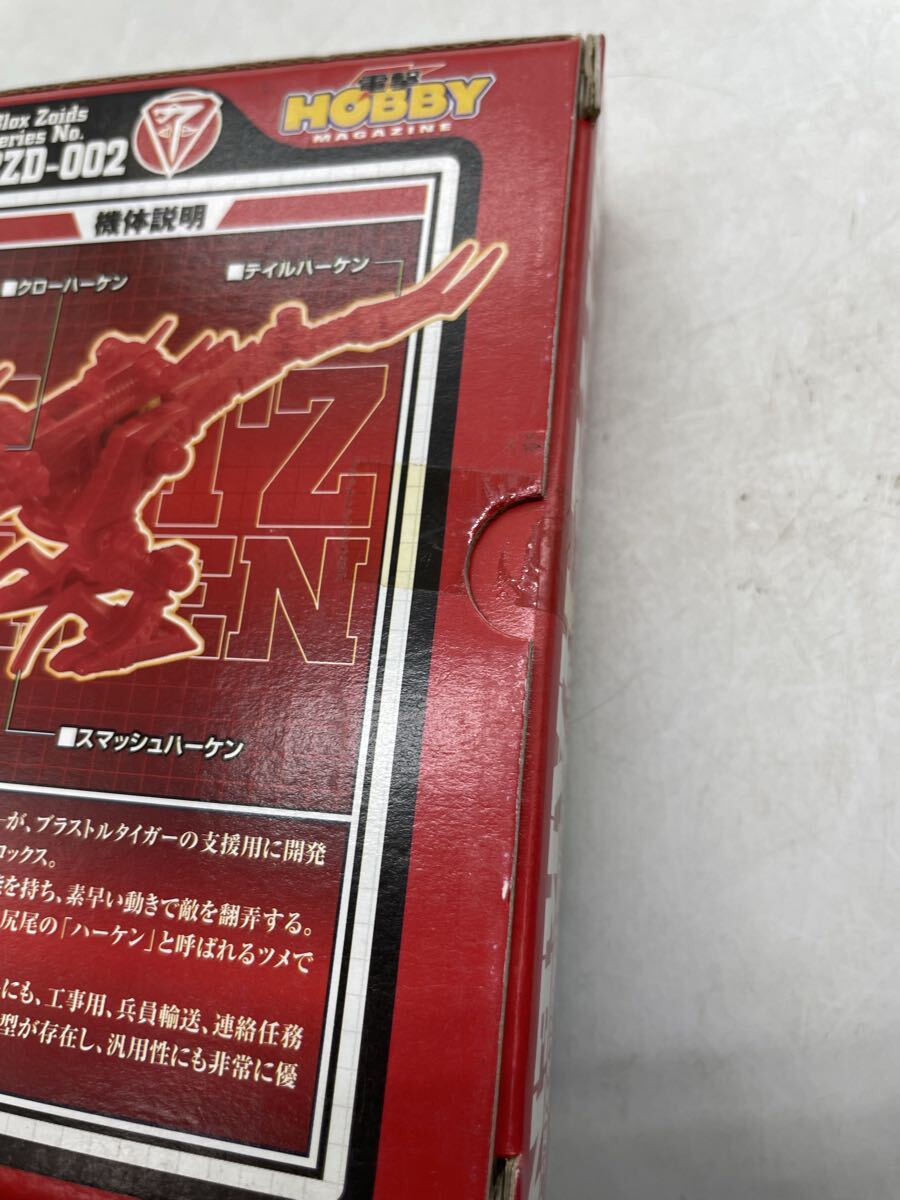 Blox Zoids
Series No.
ZD-002
電撃
HOBBY
MAGAZINE
機体説明
■クローハーケン
■テイルハーケン
TZ
KEN
■スマッシュハーケン
ーが、ブラストルタイガーの支援用に開発
ロックス。
を持ち、素早い動きで敵を翻弄する。
尻尾の「ハーケン」と呼ばれるツメで
にも、工事用、兵員輸送、連絡任務
型が存在し、汎用性にも非常に優